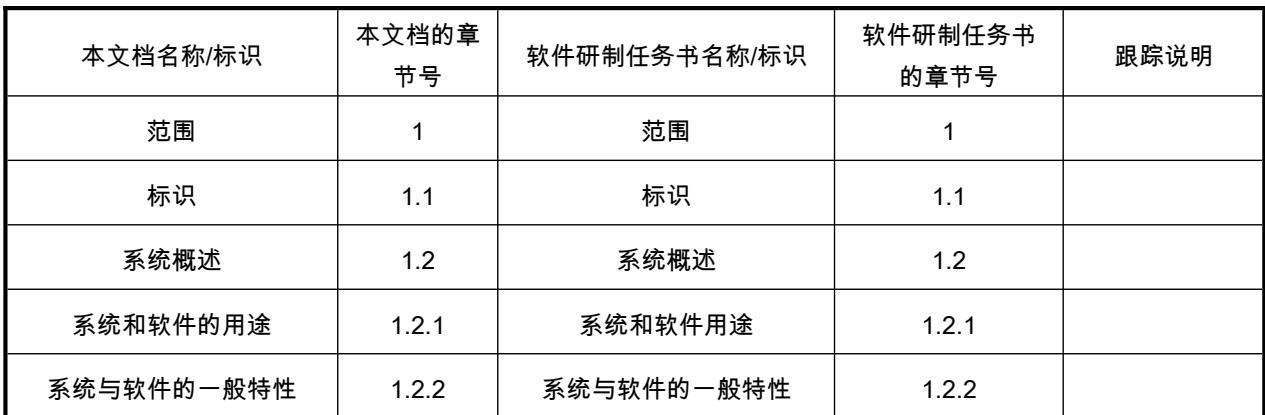 本文档名称/标识 本文档的章节号 软件研制任务书名称/标识 软件研制任务书的章节号 跟踪说明
范围 1 范围 1
标识 1.1 标识 1.1
系统概述 1.2 系统概述 1.2
系统和软件的用途 1.2.1 系统和软件用途 1.2.1
系统与软件的一般特性 1.2.2 系统与软件的一般特性 1.2.2